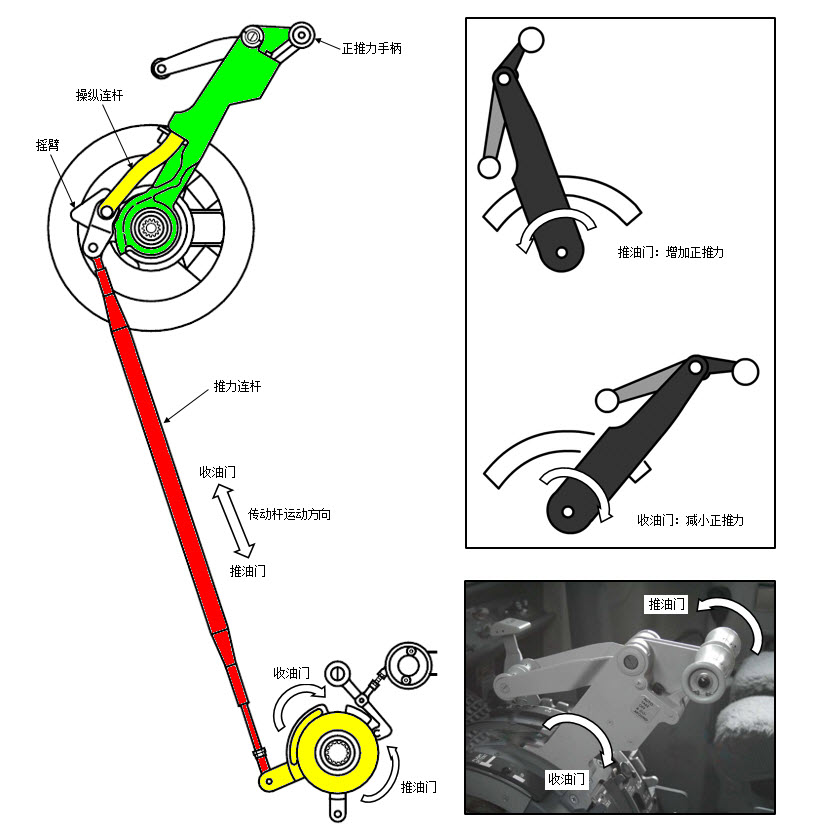 正推力手柄
操纵连杆
摇臂
推油门：增加正推力
推力连杆
收油门
传动杆运动方向
推油门
收油门：减小正推力
推油门
收油门
收油门
推油门